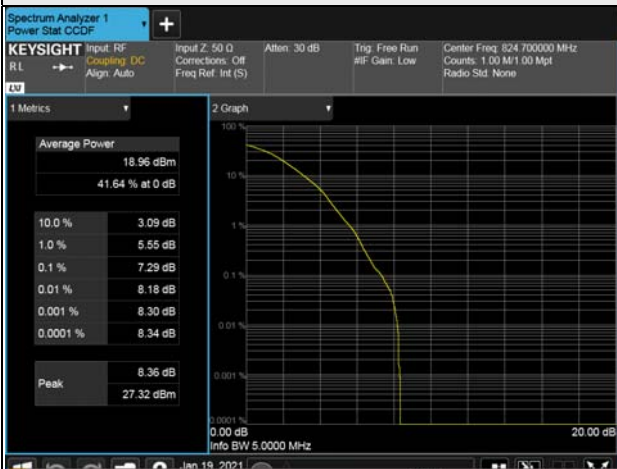 Spectrum Analyzer 1
Power Stat CCDF
+
KEYSIGHT
RL
LXI
Input: RF
Coupling: DC
Align: Auto
Input Z: 50 Ω
Corrections: Off
Freq Ref: Int (S)
Atten: 30 dB
Trig: Free Run
#IF Gain: Low
Center Freq: 824.700000 MHz
Counts: 1.00 M/1.00 Mpt
Radio Std: None
1 Metrics
Average Power
18.96 dBm
41.64 % at 0 dB
10.0 % 3.09 dB
1.0 % 5.55 dB
0.1 % 7.29 dB
0.01 % 8.18 dB
0.001 % 8.30 dB
0.0001 % 8.34 dB
Peak
8.36 dB
27.32 dBm
2 Graph
100 %
10 %
1 %
0.1 %
0.01 %
0.001 %
0.0001 %
0.00 dB
20.00 dB
Info BW 5.0000 MHz
Jan 19, 2021